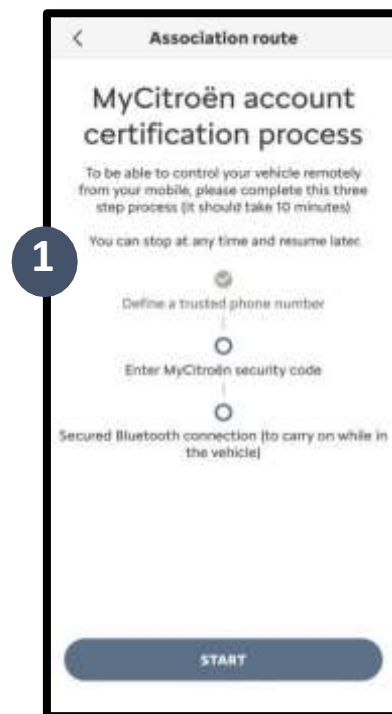 Association route
MyCitroën account
certification process
To be able to control your vehicle remotely
from your mobile, please complete this three
step process (it should take 10 minutes)
You can stop at any time and resume later.
1
Define a trusted phone number
Enter MyCitroën security code
Secured Bluetooth connection (to carry on while in
the vehicle)
START